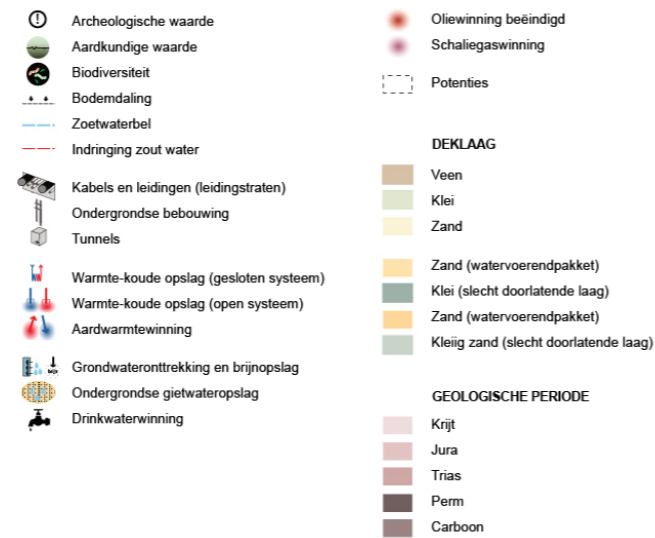 Archeologische waarde
Aardkundige waarde
Biodiversiteit
Bodemdaling
Zoetwaterbel
Indringing zout water
Kabels en leidingen (leidingstraten)
Ondergrondse bebouwing
Tunnels
Warmte-koude opslag (gesloten systeem)
Warmte-koude opslag (open systeem)
Aardwarmtewinning
Grondwateronttrekking en brijnopslag
Ondergrondse gietwateropslag
Drinkwaterwinning
Oliewinning beëindigd
Schaliegaswinning
Potenties
DEKLAAG
Veen
Klei
Zand
Zand (watervoerendpakket)
Klei (slecht doorlatende laag)
Zand (watervoerendpakket)
Kleiig zand (slecht doorlatende laag)
GEOLOGISCHE PERIODE
Krijt
Jura
Trias
Perm
Carboon